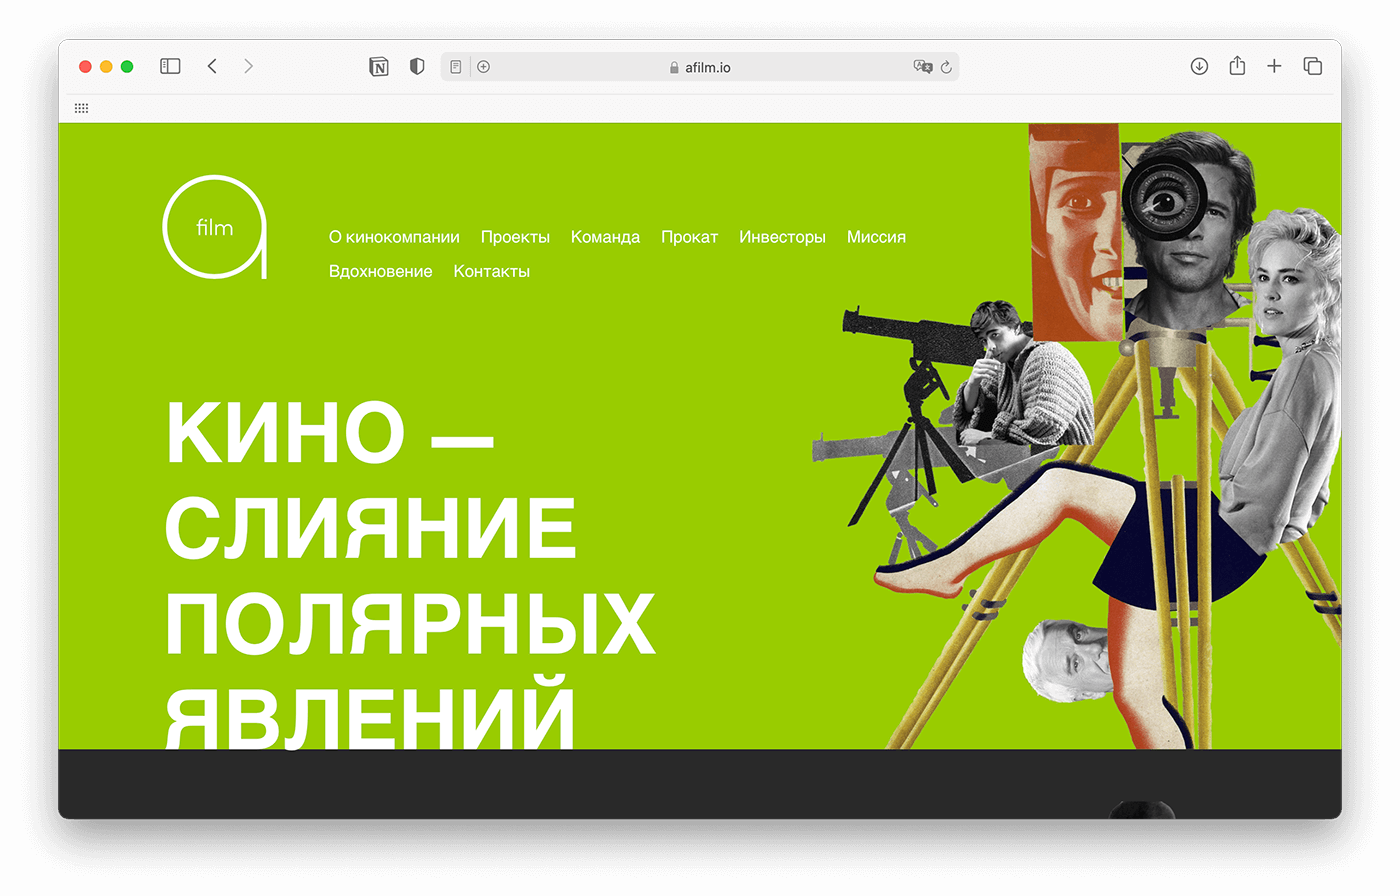 afilm.io
film
О кинокомпании Проекты Команда Прокат Инвесторы Миссия
Вдохновение Контакты
КИНО —
СЛИЯНИЕ
ПОЛЯРНЫХ
ЯВЛЕНИЙ